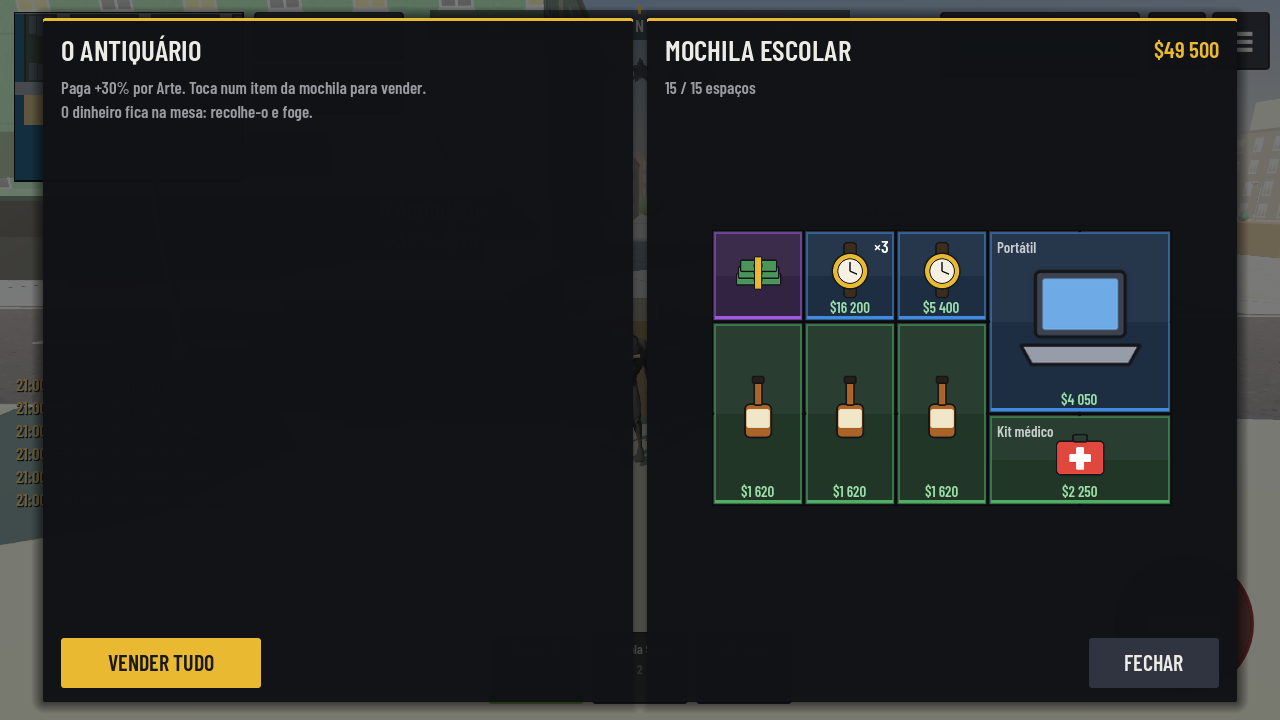 O ANTIQUÁRIO
Paga +30% por Arte. Toca num item da mochila para vender.
O dinheiro fica na mesa: recolhe-o e foge.
VENDER TUDO
MOCHILA ESCOLAR
$49 500
15 / 15 espaços
×3
$16 200
$5 400
Portátil
$4 050
$1 620
$1 620
$1 620
Kit médico
$2 250
FECHAR